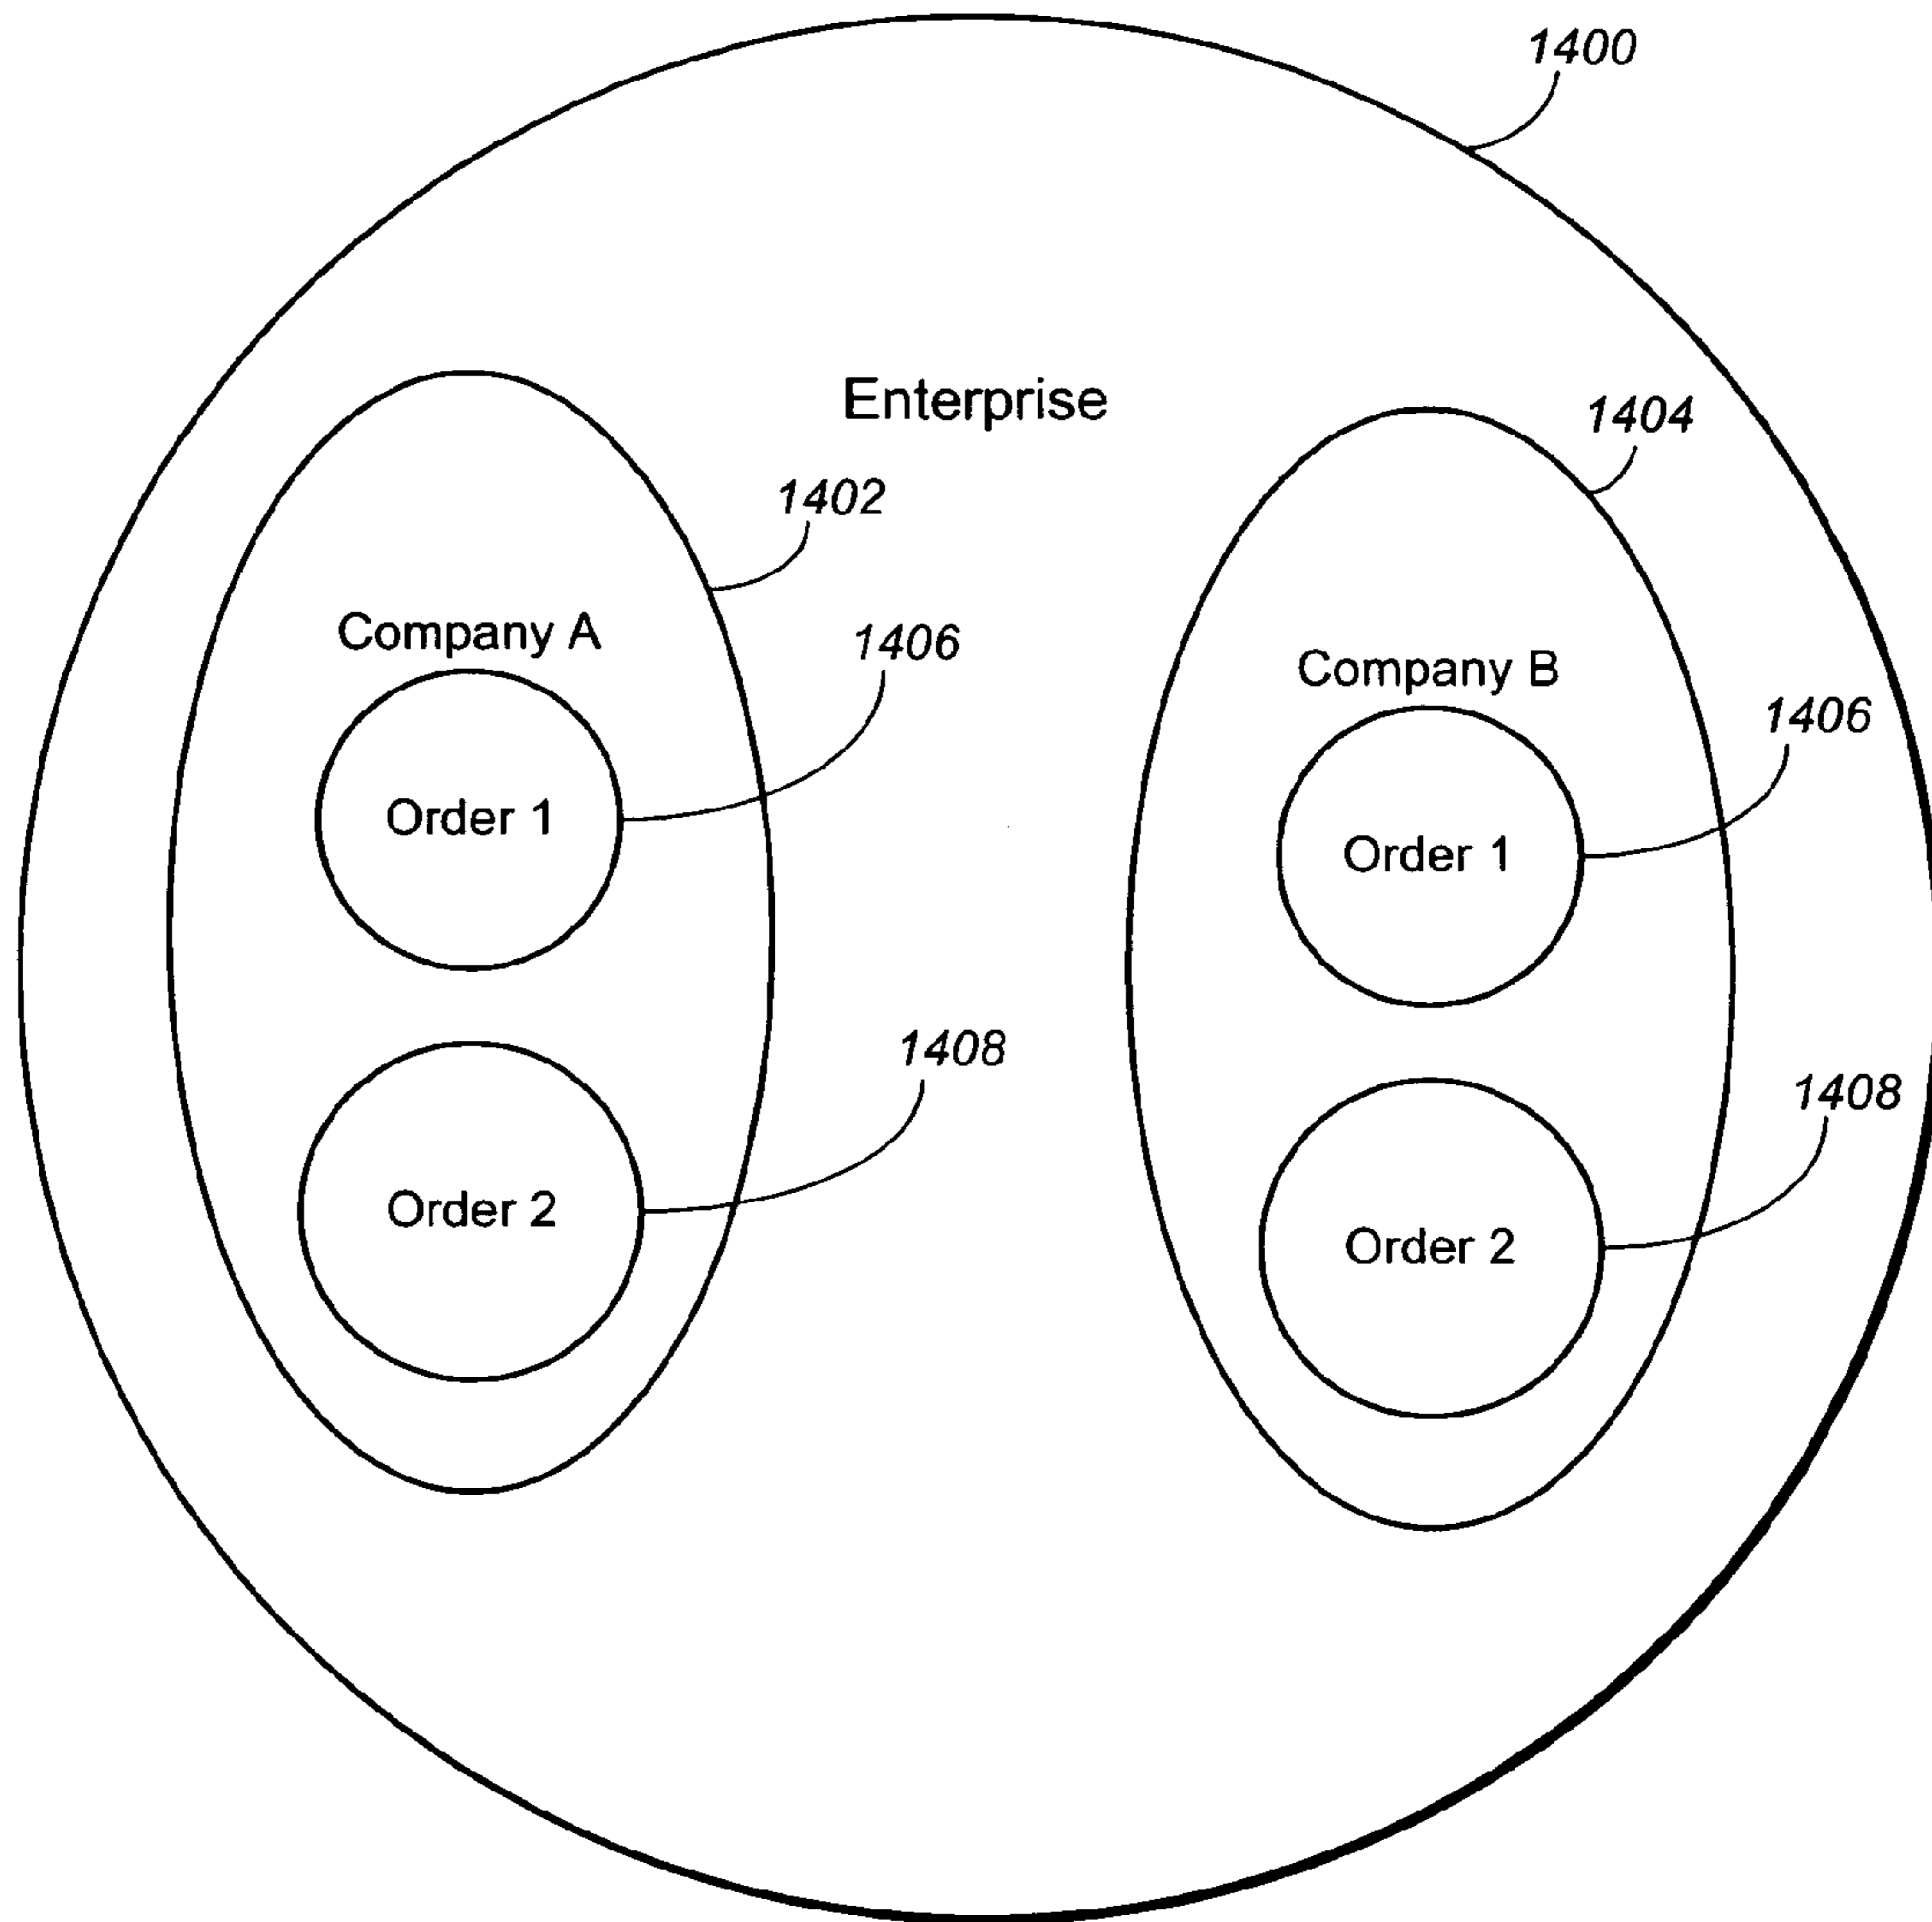 1400
Enterprise
1404
1402
Company A
1406
Company B
1406
Order 1
Order 1
1408
1408
Order 2
Order 2